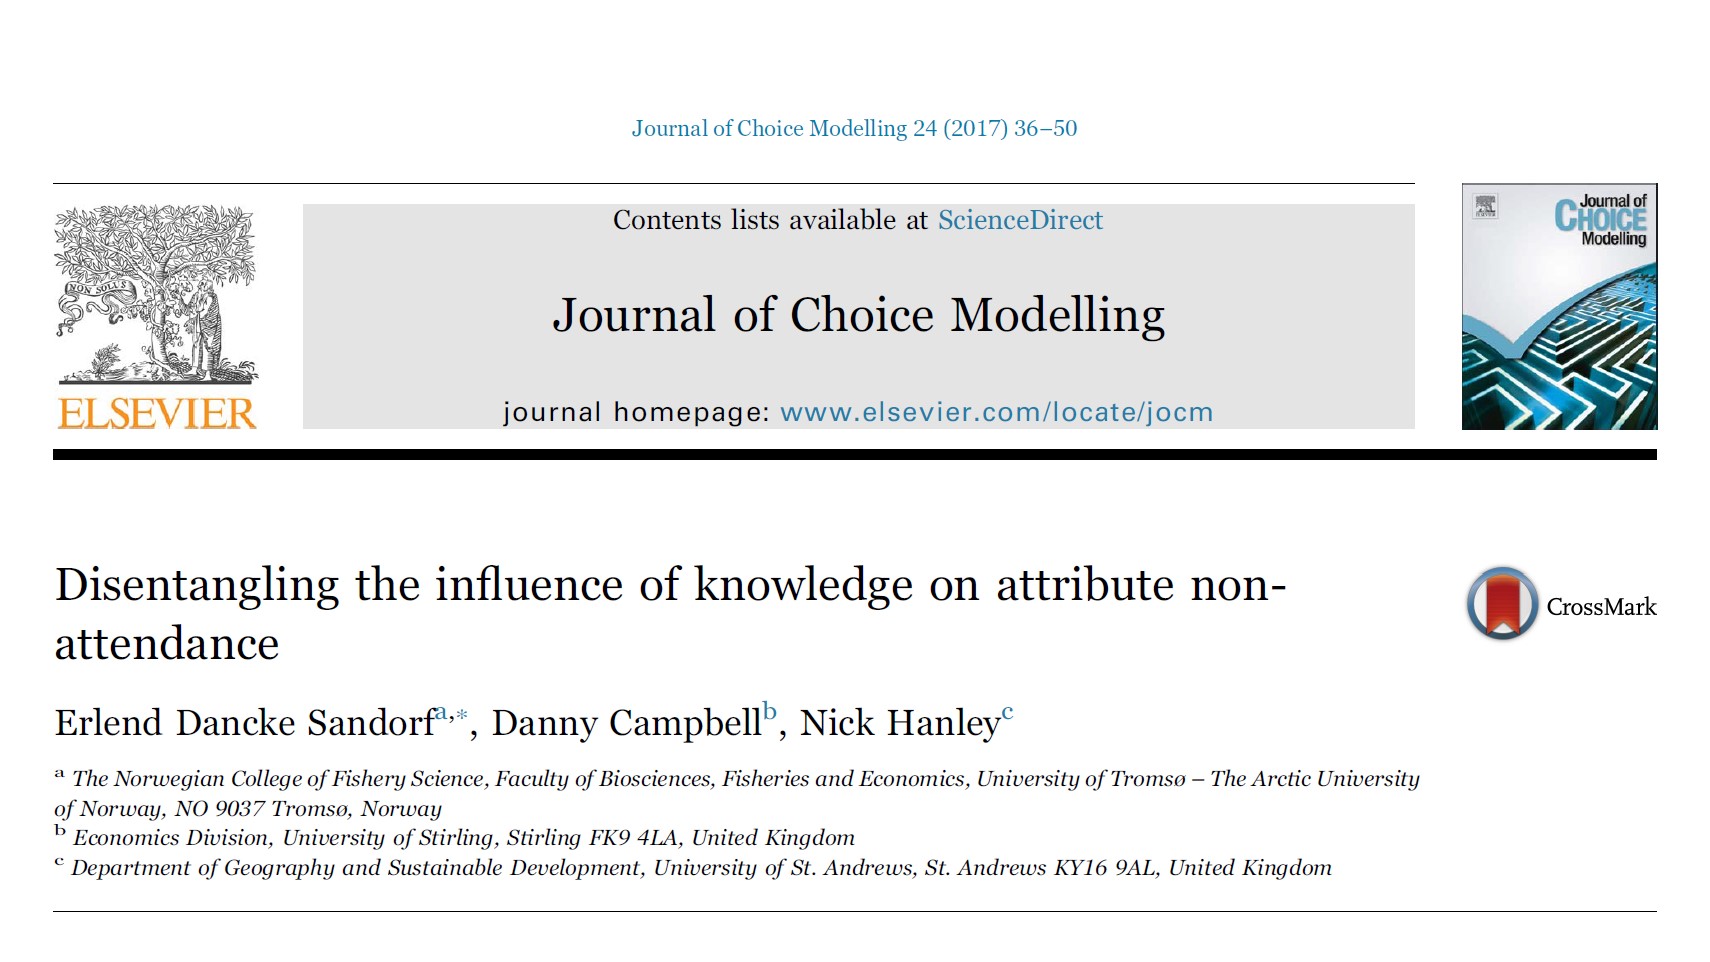 Journal of Choice Modelling 24 (2017) 36–50
Contents lists available at ScienceDirect
Journal of Choice Modelling
journal homepage: www.elsevier.com/locate/jocm
NON SOLUS
ELSEVIER
Journal of
CHOICE
Modelling
Disentangling the influence of knowledge on attribute non-
attendance
CrossMark
Erlend Dancke Sandorf a,*, Danny Campbell b, Nick Hanley c
a The Norwegian College of Fishery Science, Faculty of Biosciences, Fisheries and Economics, University of Tromsø – The Arctic University
of Norway, NO 9037 Tromsø, Norway
b Economics Division, University of Stirling, Stirling FK9 4LA, United Kingdom
c Department of Geography and Sustainable Development, University of St. Andrews, St. Andrews KY16 9AL, United Kingdom